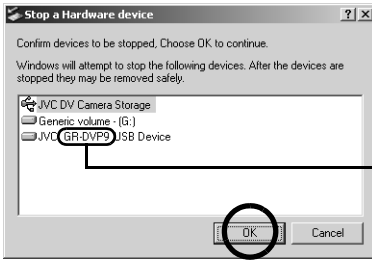 Stop a Hardware device
Confirm devices to be stopped, Choose OK to continue.
Windows will attempt to stop the following devices. After the devices are
stopped they may be removed safely.
JVC DV Camera Storage
Generic volume - (G:)
JVC GR-DVP9 USB Device
OK Cancel